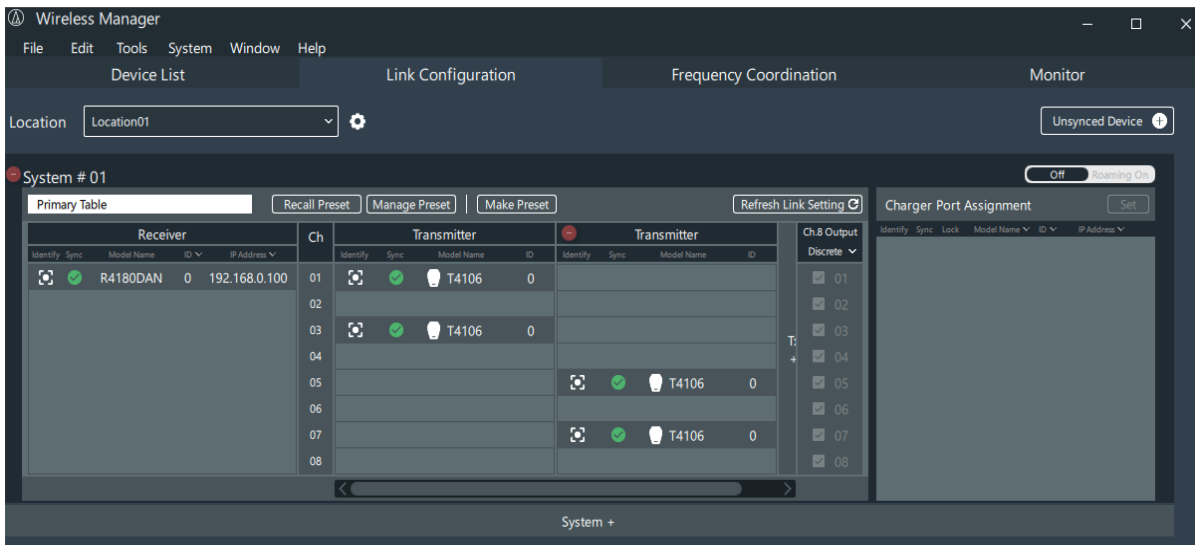 Wireless Manager
File Edit Tools System Window Help
Device List Link Configuration Frequency Coordination Monitor
Location Location01 Unsynced Device
System # 01 Off Roaming On
Primary Table Recall Preset Manage Preset Make Preset Refresh Link Setting Charger Port Assignment Set
Receiver Ch Transmitter Transmitter Ch.8 Output
Identify Sync Model Name ID IP Address Identify Sync Model Name ID Identify Sync Model Name ID Discrete Identify Sync Lock Model Name ID IP Address
R4180DAN 0 192.168.0.100 01 T4106 0 01
02 02
03 T4106 0 03
T:
04 + 04
05 T4106 0 05
06 06
07 T4106 0 07
08 08
System +